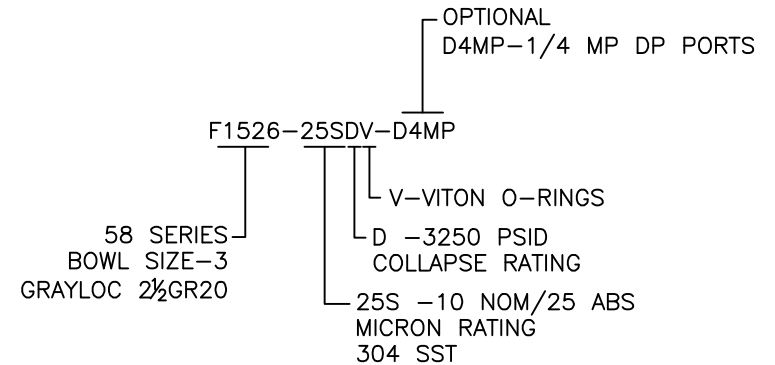 OPTIONAL
D4MP-1/4 MP DP PORTS
F1526-25SDV-D4MP
V-VITON O-RINGS
58 SERIES
BOWL SIZE-3
GRAYLOC 2½GR20
D -3250 PSID
COLLAPSE RATING
25S -10 NOM/25 ABS
MICRON RATING
304 SST